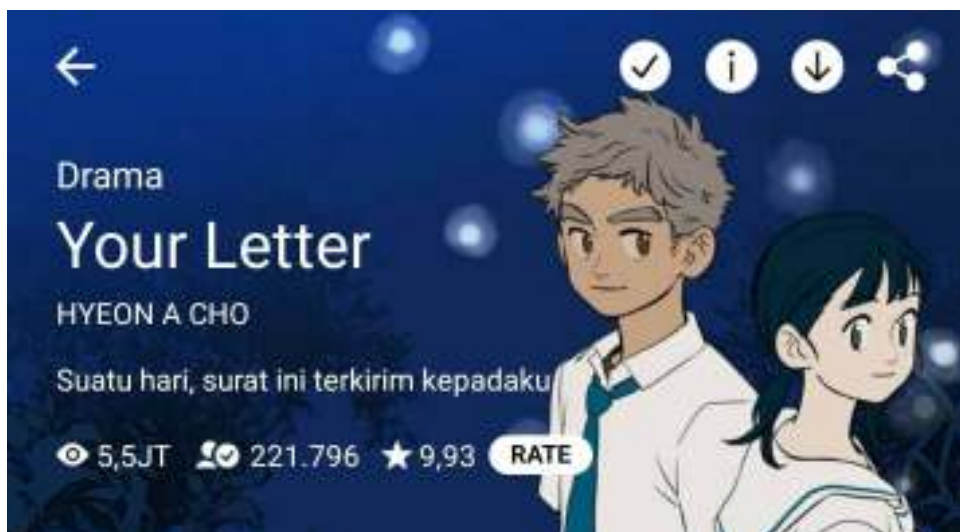 Drama
Your Letter
HYEON A CHO
Suatu hari, surat ini terkirim kepadaku
5,5JT 221.796 9,93 RATE